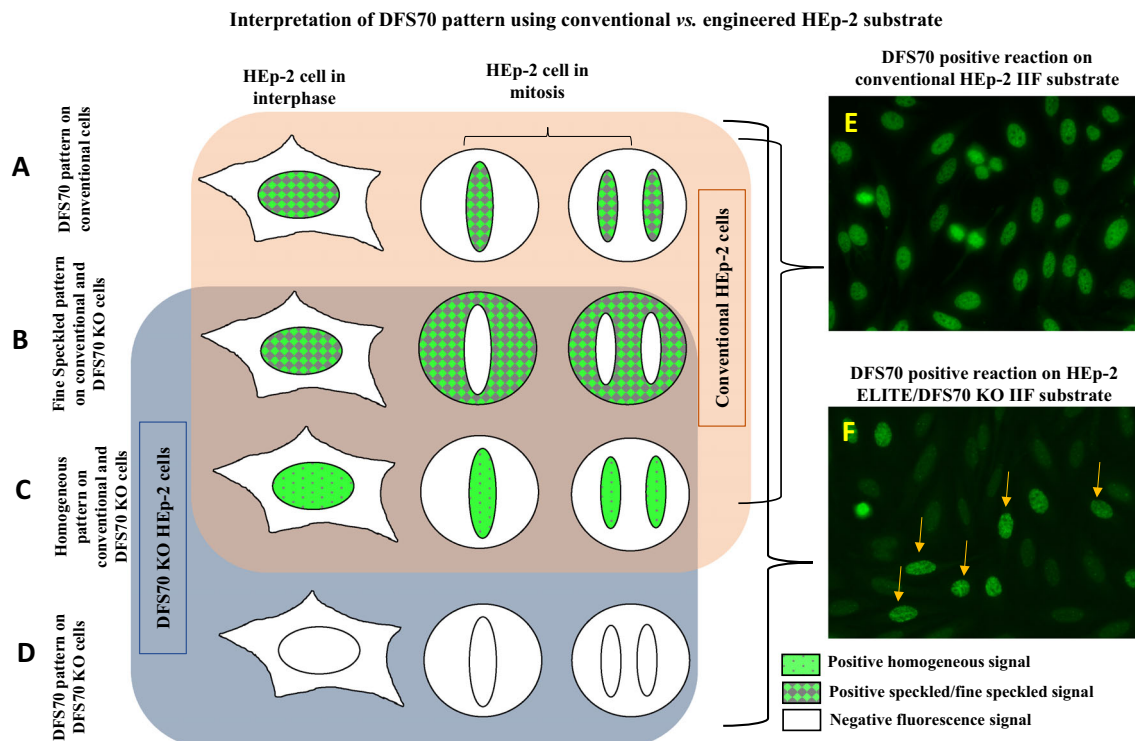 Interpretation of DFS70 pattern using conventional vs. engineered HEp-2 substrate
HEp-2 cell in
interphase
HEp-2 cell in
mitosis
DFS70 positive reaction on
conventional HEp-2 IIF substrate
A
DFS70 pattern on
conventional cells
E
B
Fine Speckled pattern
on conventional and
DFS70 KO cells
Conventional HEp-2 cells
DFS70 positive reaction on HEp-2
ELITE/DFS70 KO IIF substrate
F
C
Homogeneous
pattern on
conventional and
DFS70 KO cells
DFS70 KO HEp-2 cells
D
DFS70 pattern on
DFS70 KO cells
Positive homogeneous signal
Positive speckled/fine speckled signal
Negative fluorescence signal